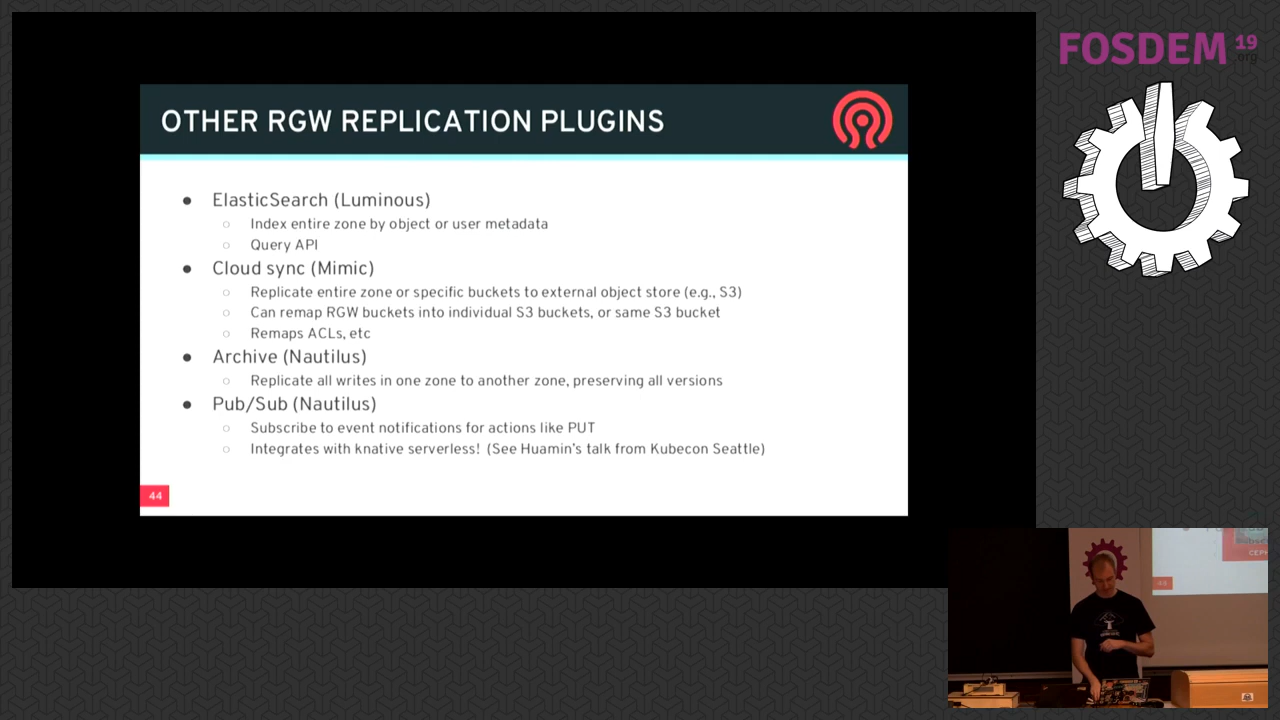 FOSDEM 19
.org
OTHER RGW REPLICATION PLUGINS
● ElasticSearch (Luminous)
○ Index entire zone by object or user metadata
○ Query API
● Cloud sync (Mimic)
○ Replicate entire zone or specific buckets to external object store (e.g., S3)
○ Can remap RGW buckets into individual S3 buckets, or same S3 bucket
○ Remaps ACLs, etc
● Archive (Nautilus)
○ Replicate all writes in one zone to another zone, preserving all versions
● Pub/Sub (Nautilus)
○ Subscribe to event notifications for actions like PUT
○ Integrates with knative serverless! (See Huamin's talk from Kubecon Seattle)
44
CEPH